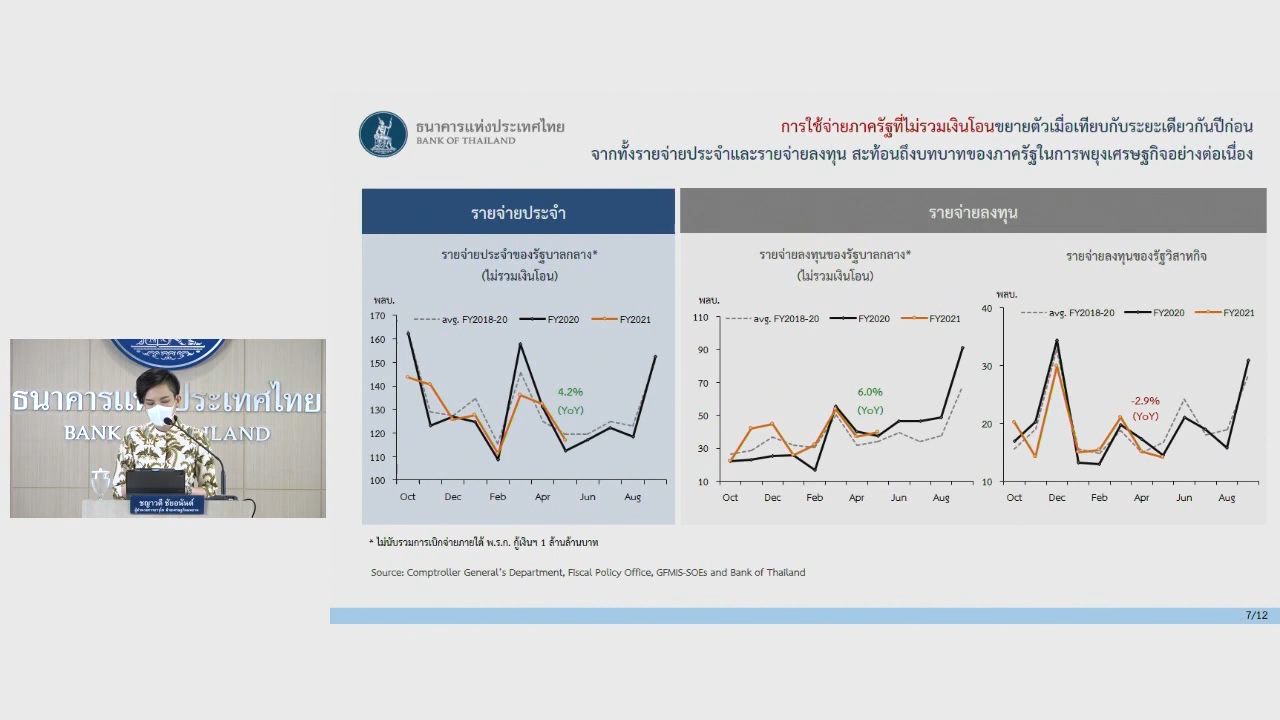 ธนาคารแห่งประเทศไทย
BANK OF THAILAND
การใช้จ่ายภาครัฐที่ไม่รวมเงินโอนขยายตัวเมื่อเทียบกับระยะเดียวกันปีก่อน
จากทั้งรายจ่ายประจำและรายจ่ายลงทุน สะท้อนถึงบทบาทของภาครัฐในการพยุงเศรษฐกิจอย่างต่อเนื่อง
รายจ่ายประจำ
รายจ่ายประจำของรัฐบาลกลาง*
(ไม่รวมเงินโอน)
พลบ.
avg. FY2018-20 FY2020 FY2021
170
160
150
140
130
120
110
100
4.2%
(YoY)
Oct Dec Feb Apr Jun Aug
รายจ่ายลงทุน
รายจ่ายลงทุนของรัฐบาลกลาง*
(ไม่รวมเงินโอน)
พลบ.
avg. FY2018-20 FY2020 FY2021
110
90
70
50
30
10
6.0%
(YoY)
Oct Dec Feb Apr Jun Aug
รายจ่ายลงทุนของรัฐวิสาหกิจ
พลบ.
avg. FY2018-20 FY2020 FY2021
40
30
20
10
-2.9%
(YoY)
Oct Dec Feb Apr Jun Aug
* ไม่นับรวมการเบิกจ่ายภายใต้ พ.ร.ก. กู้เงินฯ 1 ล้านล้านบาท
Source: Comptroller General's Department, Fiscal Policy Office, GFMIS-SOEs and Bank of Thailand
7/12
ธนาคารแห่งประเทศไทย
BANK OF THAILAND
ชญาวดี ชัยอนันต์